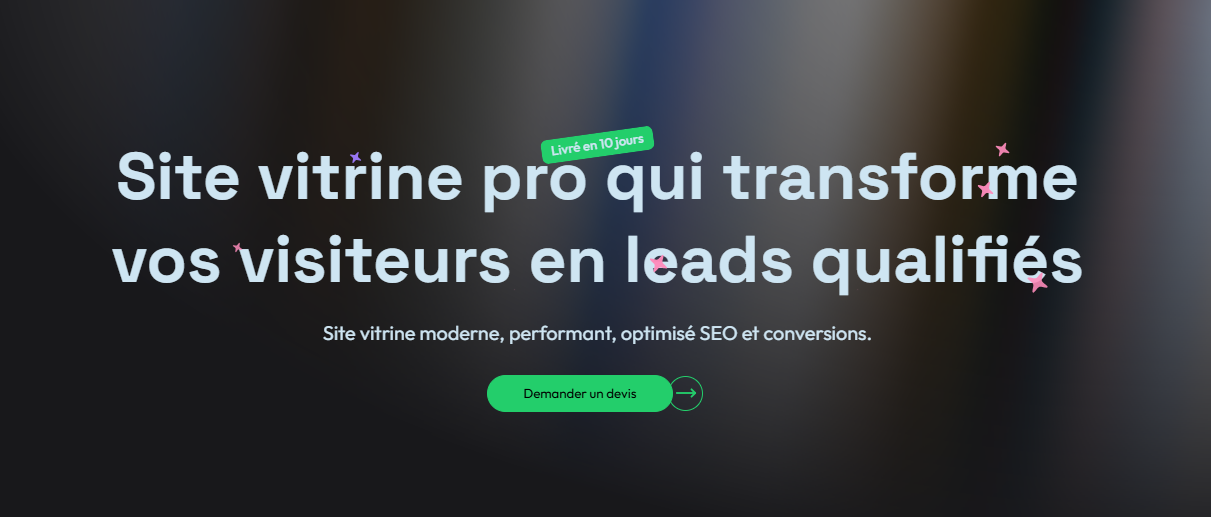 Livré en 10 jours
Site vitrine pro qui transforme
vos visiteurs en leads qualifiés
Site vitrine moderne, performant, optimisé SEO et conversions.
Demander un devis